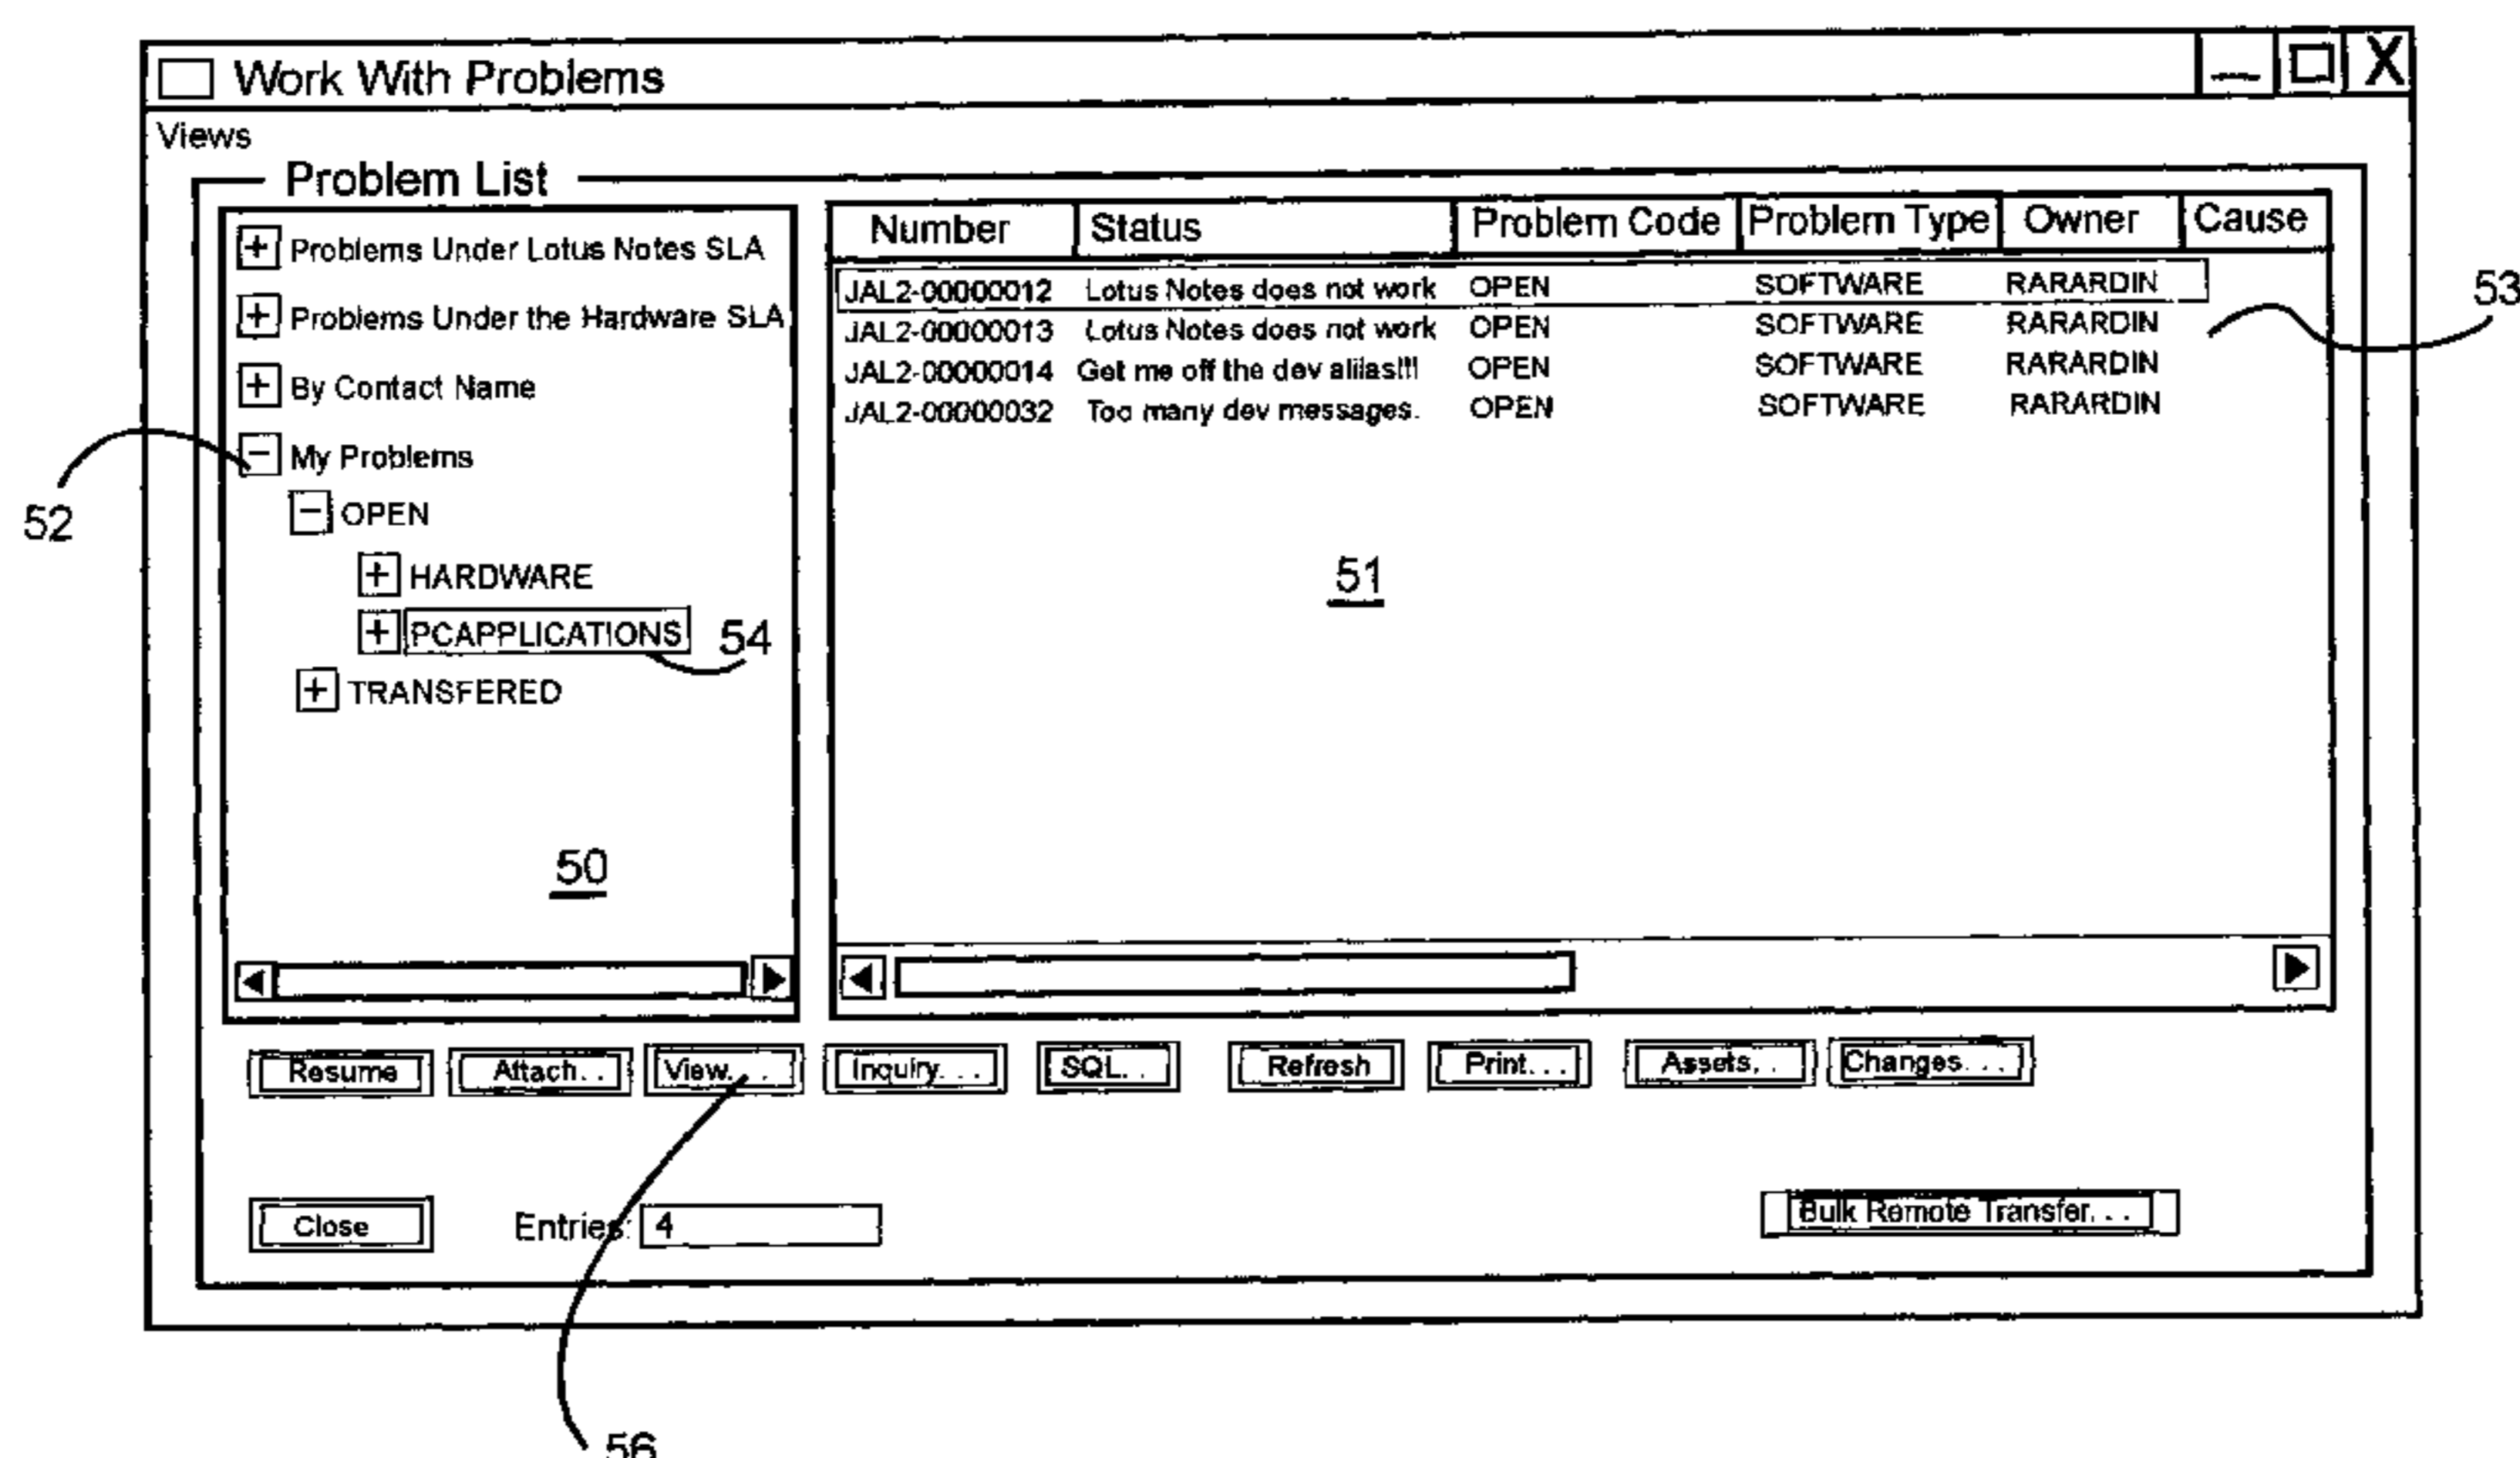 Work With Problems
X
Views
Problem List
Problems Under Lotus Notes SLA
Problems Under the Hardware SLA
By Contact Name
My Problems
OPEN
HARDWARE
PCAPPLICATIONS
TRANSFERED
50
52
54
Number Status Problem Code Problem Type Owner Cause
JAL2-00000012 Lotus Notes does not work OPEN SOFTWARE RARARDIN
JAL2-00000013 Lotus Notes does not work OPEN SOFTWARE RARARDIN
JAL2-00000014 Get me off the dev alilas!!! OPEN SOFTWARE RARARDIN
JAL2-00000032 Too many dev messages. OPEN SOFTWARE RARARDIN
51
53
Resume Attach. . View. . . Inquiry. . . SQL. . Refresh Print. . . Assets. . Changes. . .
Close Entries: 4 Bulk Remote Transfer. . .
56